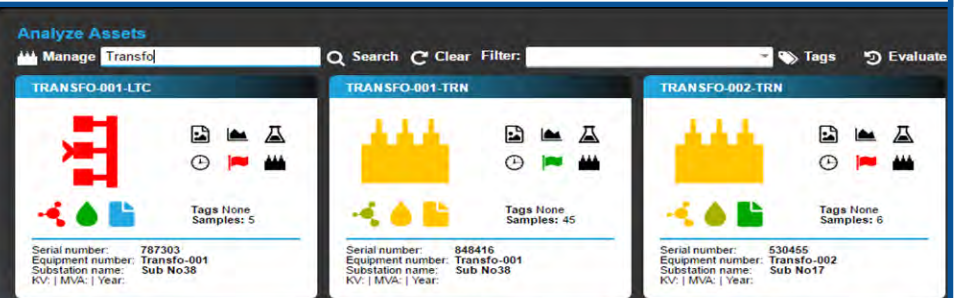 Analyze Assets
Manage Transfo Search Clear Filter: Tags Evaluate
TRANSFO-001-LTC
Tags None
Samples: 5
Serial number: 787303
Equipment number: Transfo-001
Substation name: Sub No38
KV: | MVA: | Year:
TRANSFO-001-TRN
Tags None
Samples: 45
Serial number: 848416
Equipment number: Transfo-001
Substation name: Sub No38
KV: | MVA: | Year:
TRANSFO-002-TRN
Tags None
Samples: 6
Serial number: 530455
Equipment number: Transfo-002
Substation name: Sub No17
KV: | MVA: | Year: